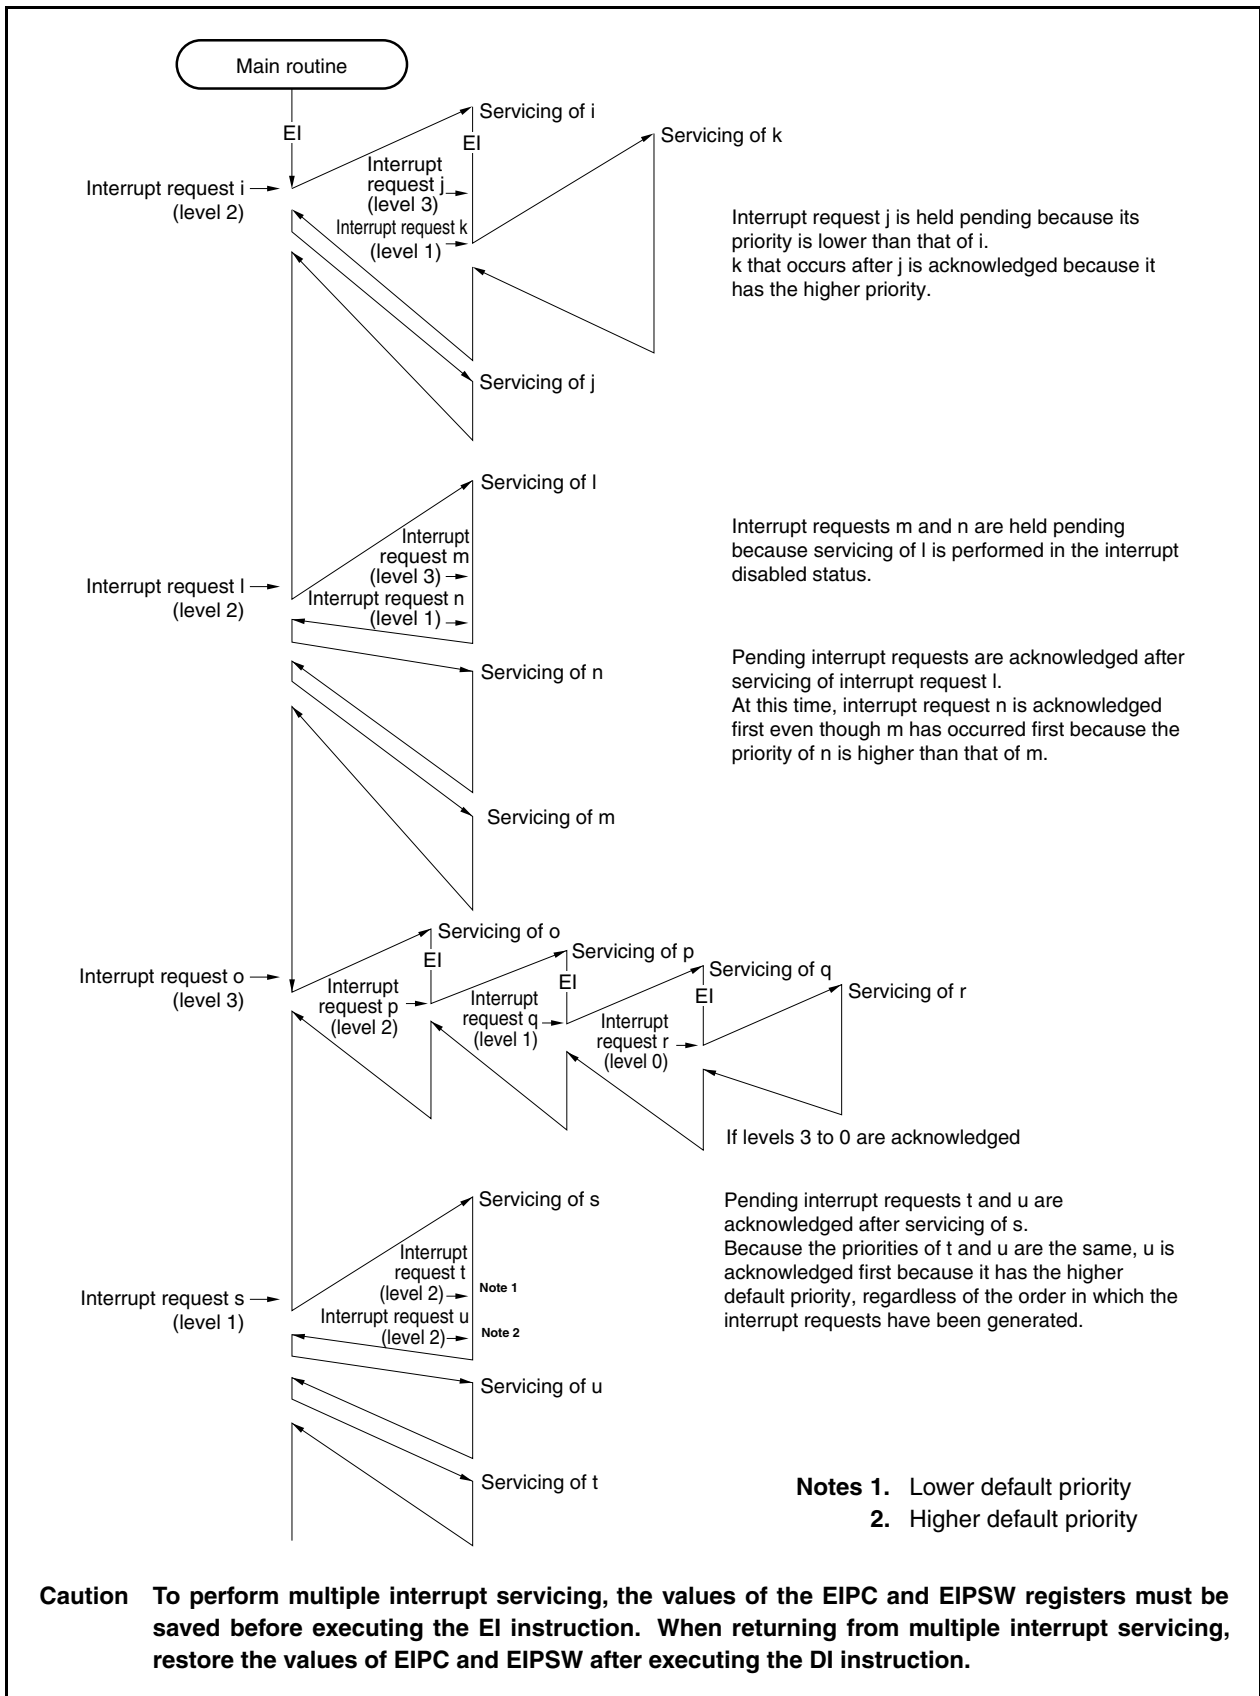 Main routine
EI
Interrupt request i
(level 2)
Servicing of i
EI
Interrupt
request j
(level 3)
Interrupt request k
(level 1)
Servicing of k
Interrupt request j is held pending because its
priority is lower than that of i.
k that occurs after j is acknowledged because it
has the higher priority.
Servicing of j
Interrupt request l
(level 2)
Servicing of l
Interrupt
request m
(level 3)
Interrupt request n
(level 1)
Interrupt requests m and n are held pending
because servicing of l is performed in the interrupt
disabled status.
Servicing of n
Pending interrupt requests are acknowledged after
servicing of interrupt request l.
At this time, interrupt request n is acknowledged
first even though m has occurred first because the
priority of n is higher than that of m.
Servicing of m
Interrupt request o
(level 3)
Servicing of o
EI
Interrupt
request p
(level 2)
Servicing of p
EI
Interrupt
request q
(level 1)
Servicing of q
EI
Interrupt
request r
(level 0)
Servicing of r
If levels 3 to 0 are acknowledged
Interrupt request s
(level 1)
Servicing of s
Interrupt
request t
(level 2)
Note 1
Interrupt request u
(level 2)
Note 2
Pending interrupt requests t and u are
acknowledged after servicing of s.
Because the priorities of t and u are the same, u is
acknowledged first because it has the higher
default priority, regardless of the order in which the
interrupt requests have been generated.
Servicing of u
Servicing of t
Notes 1. Lower default priority
2. Higher default priority
Caution To perform multiple interrupt servicing, the values of the EIPC and EIPSW registers must be
saved before executing the EI instruction. When returning from multiple interrupt servicing,
restore the values of EIPC and EIPSW after executing the DI instruction.